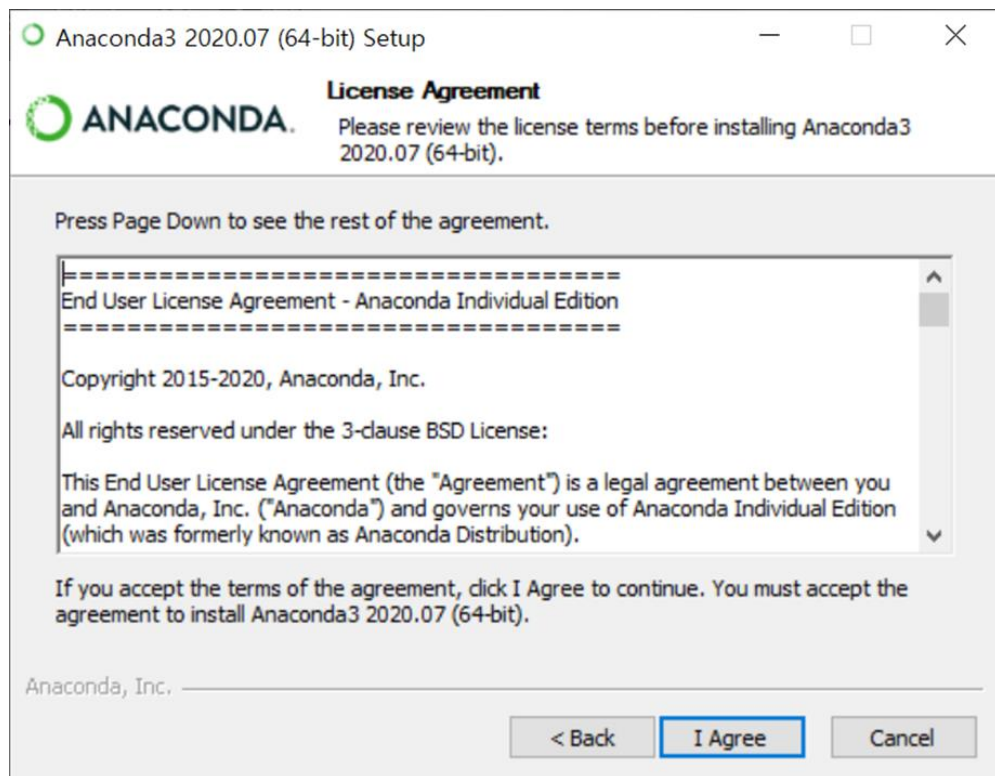 Anaconda3 2020.07 (64-bit) Setup
ANACONDA.
License Agreement
Please review the license terms before installing Anaconda3
2020.07 (64-bit).
Press Page Down to see the rest of the agreement.
===================================
End User License Agreement - Anaconda Individual Edition
===================================
Copyright 2015-2020, Anaconda, Inc.
All rights reserved under the 3-clause BSD License:
This End User License Agreement (the "Agreement") is a legal agreement between you
and Anaconda, Inc. ("Anaconda") and governs your use of Anaconda Individual Edition
(which was formerly known as Anaconda Distribution).
If you accept the terms of the agreement, click I Agree to continue. You must accept the
agreement to install Anaconda3 2020.07 (64-bit).
Anaconda, Inc.
< Back
I Agree
Cancel